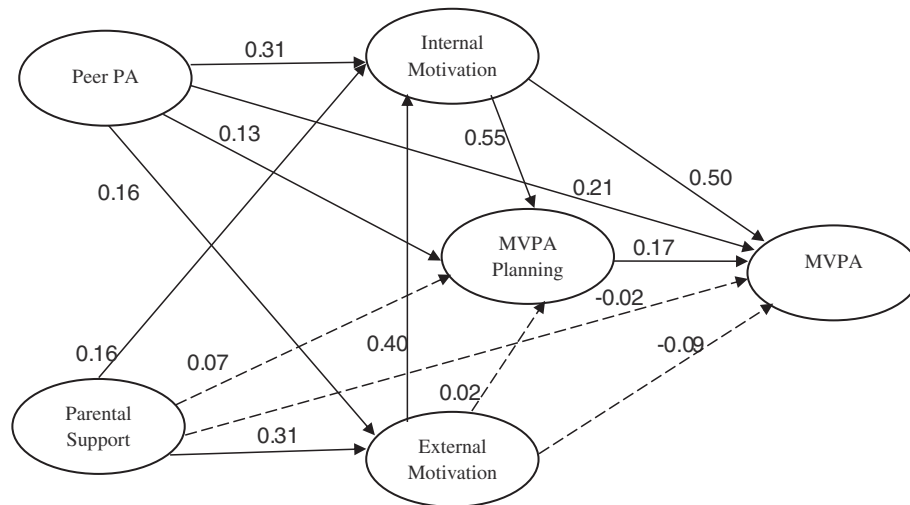 Internal
Motivation
0.31
Peer PA
0.13
0.55
0.50
0.16
0.21
MVPA
Planning
0.17
MVPA
-0.02
0.40
-0.09
0.16
0.07
0.02
Parental
Support
0.31
External
Motivation